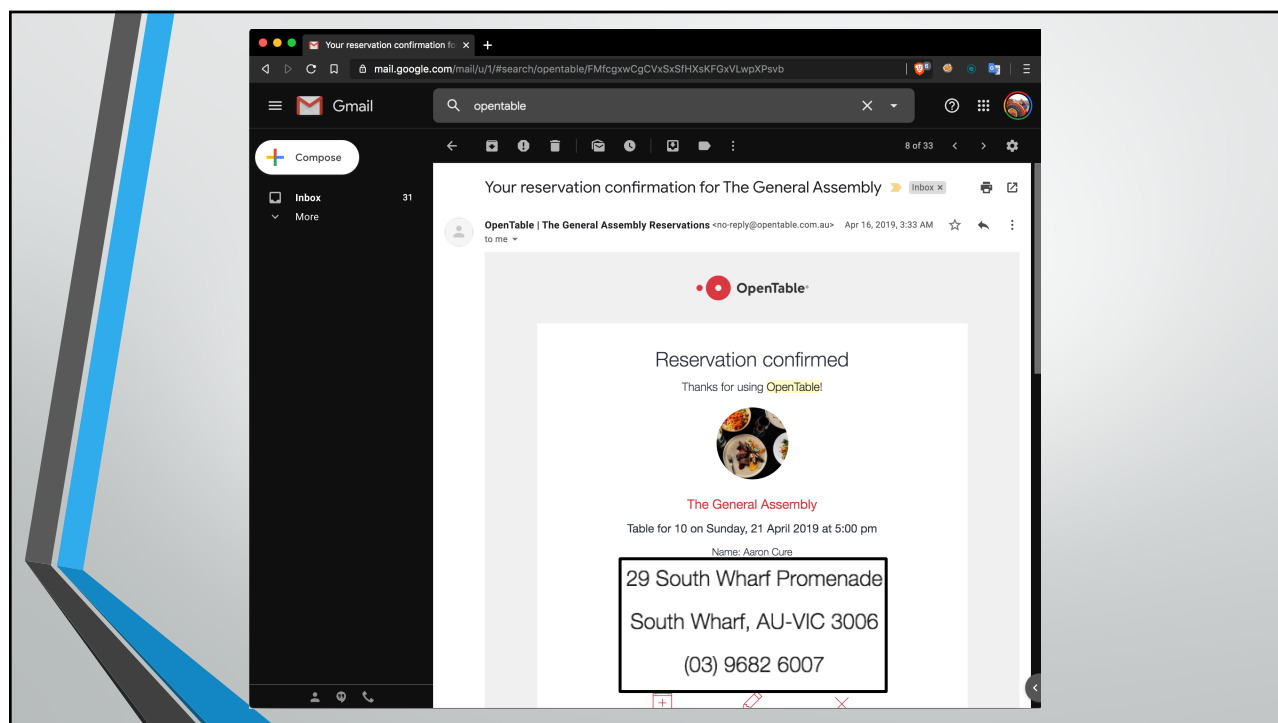 Your reservation confirmation fo
mail.google.com/mail/u/1/#search/opentable/FMfcgxwCgCVxSxSfHXsKFGxVLwpXPsvb
6
Gmail
opentable
Compose
8 of 33
Inbox 31
More
Your reservation confirmation for The General Assembly Inbox x
OpenTable | The General Assembly Reservations <no-reply@opentable.com.au> Apr 16, 2019, 3:33 AM
to me
OpenTable®
Reservation confirmed
Thanks for using OpenTable!
The General Assembly
Table for 10 on Sunday, 21 April 2019 at 5:00 pm
Name: Aaron Cure
29 South Wharf Promenade
South Wharf, AU-VIC 3006
(03) 9682 6007